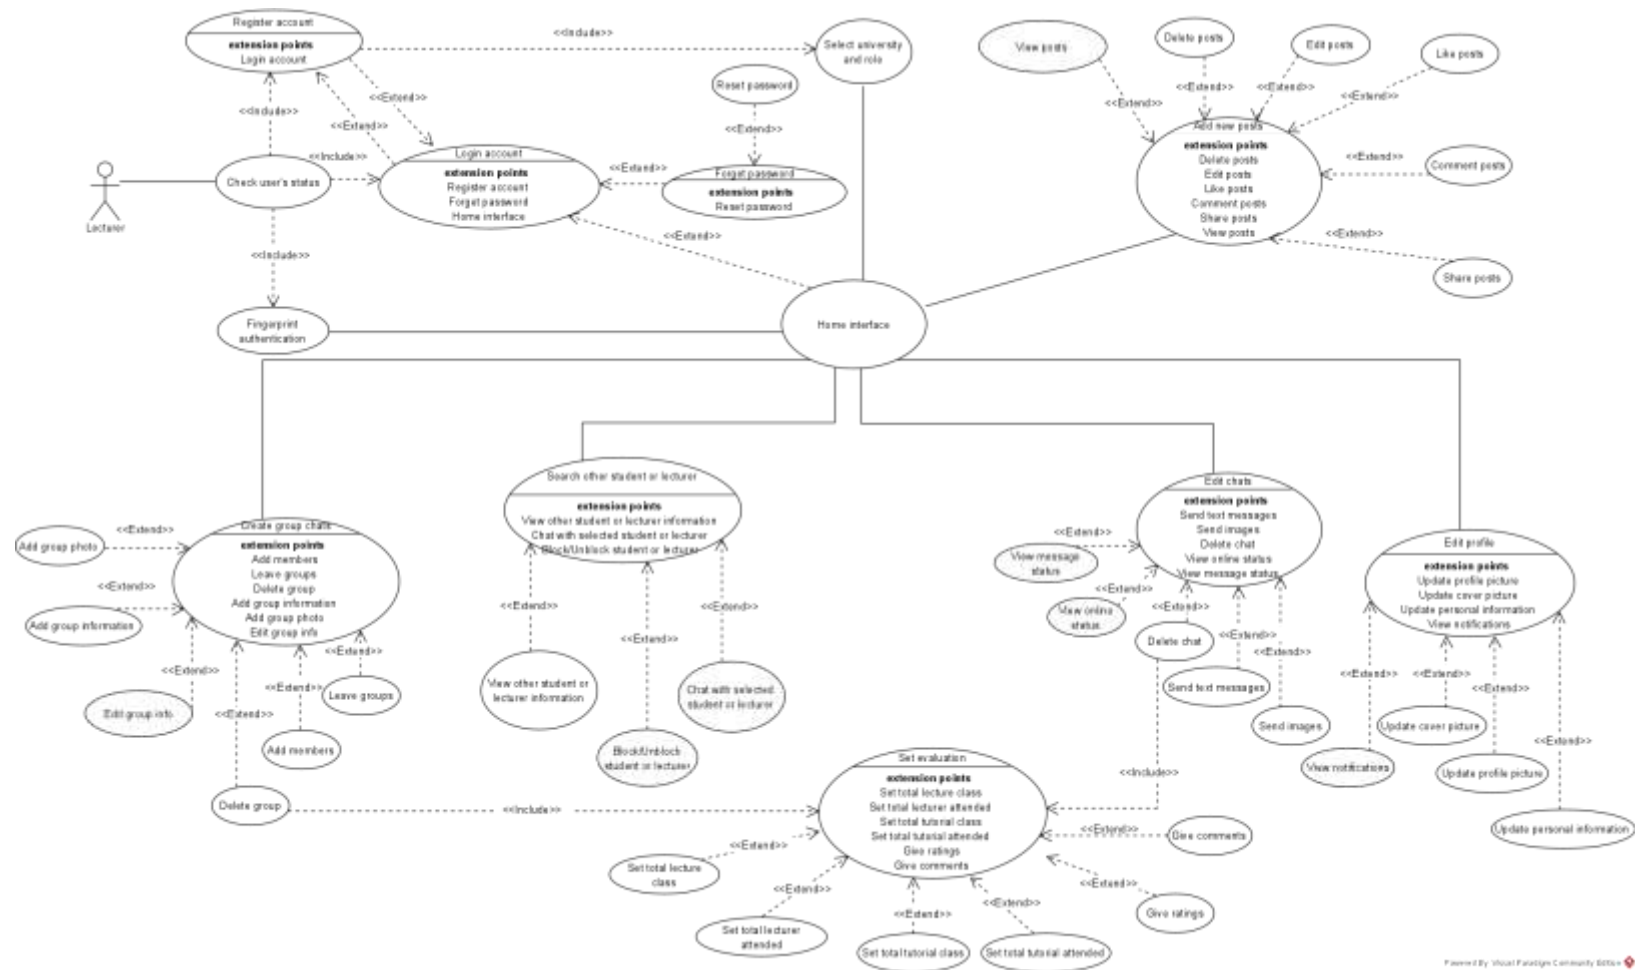 Register account
extension points
Login account
<<Include>>
Select university
and role
<<Extend>>
<<Include>>
<<Extend>>
Reset password
<<Extend>>
Lecturer
Check user's status
<<Include>>
Login account
extension points
Register account
Forget password
Home interface
<<Extend>>
Forget password
extension points
Reset password
<<Extend>>
<<Include>>
Fingerprint
authentication
Home interface
View posts
Delete posts
Edit posts
Like posts
<<Extend>>
<<Extend>>
<<Extend>>
<<Extend>>
Add new posts
extension points
Delete posts
Edit posts
Like posts
Comment posts
Share posts
View posts
<<Extend>>
Comment posts
<<Extend>>
Share posts
Create group chats
extension points
Add members
Leave groups
Delete group
Add group information
Add group photo
Edit group info
Add group photo
<<Extend>>
<<Extend>>
Add group information
<<Extend>>
Edit group info
<<Extend>>
Delete group
<<Extend>>
Add members
<<Extend>>
Leave groups
Search other student or lecturer
extension points
View other student or lecturer information
Chat with selected student or lecturer
Block/Unblock student or lecturer
<<Extend>>
View other student or
lecturer information
<<Extend>>
Block/Unblock
student or lecturer
<<Extend>>
Chat with selected
student or lecturer
Edit chats
extension points
Send text messages
Send images
Delete chat
View online status
View message status
<<Extend>>
View message
status
<<Extend>>
View online
status
<<Extend>>
Delete chat
<<Extend>>
Send text messages
<<Extend>>
Send images
Edit profile
extension points
Update profile picture
Update cover picture
Update personal information
View notifications
<<Extend>>
View notifications
<<Extend>>
Update cover picture
<<Extend>>
Update profile picture
<<Extend>>
Update personal information
<<Include>>
<<Include>>
Set evaluation
extension points
Set total lecture class
Set total lecturer attended
Set total tutorial class
Set total tutorial attended
Give ratings
Give comments
<<Extend>>
Set total lecture
class
<<Extend>>
Set total lecturer
attended
<<Extend>>
Set total tutorial class
<<Extend>>
Set total tutorial attended
<<Extend>>
Give ratings
<<Extend>>
Give comments
Powered By Visual Paradigm Community Edition